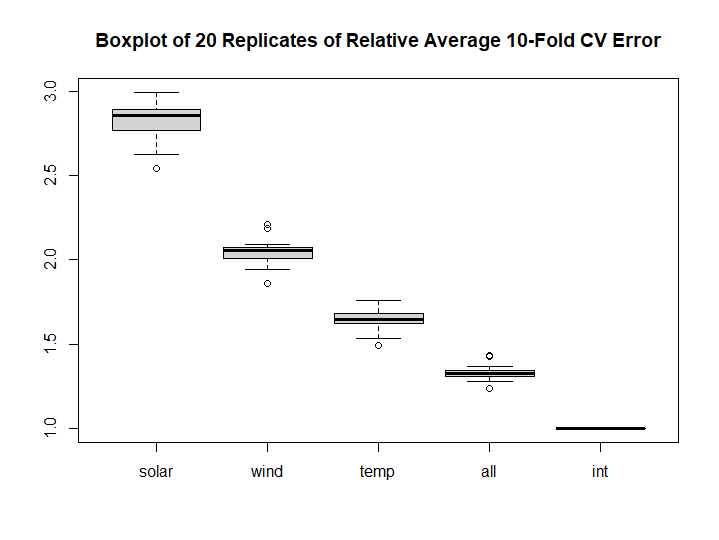 Boxplot of 20 Replicates of Relative Average 10-Fold CV Error
3.0
2.5
2.0
1.5
1.0
solar wind temp all int